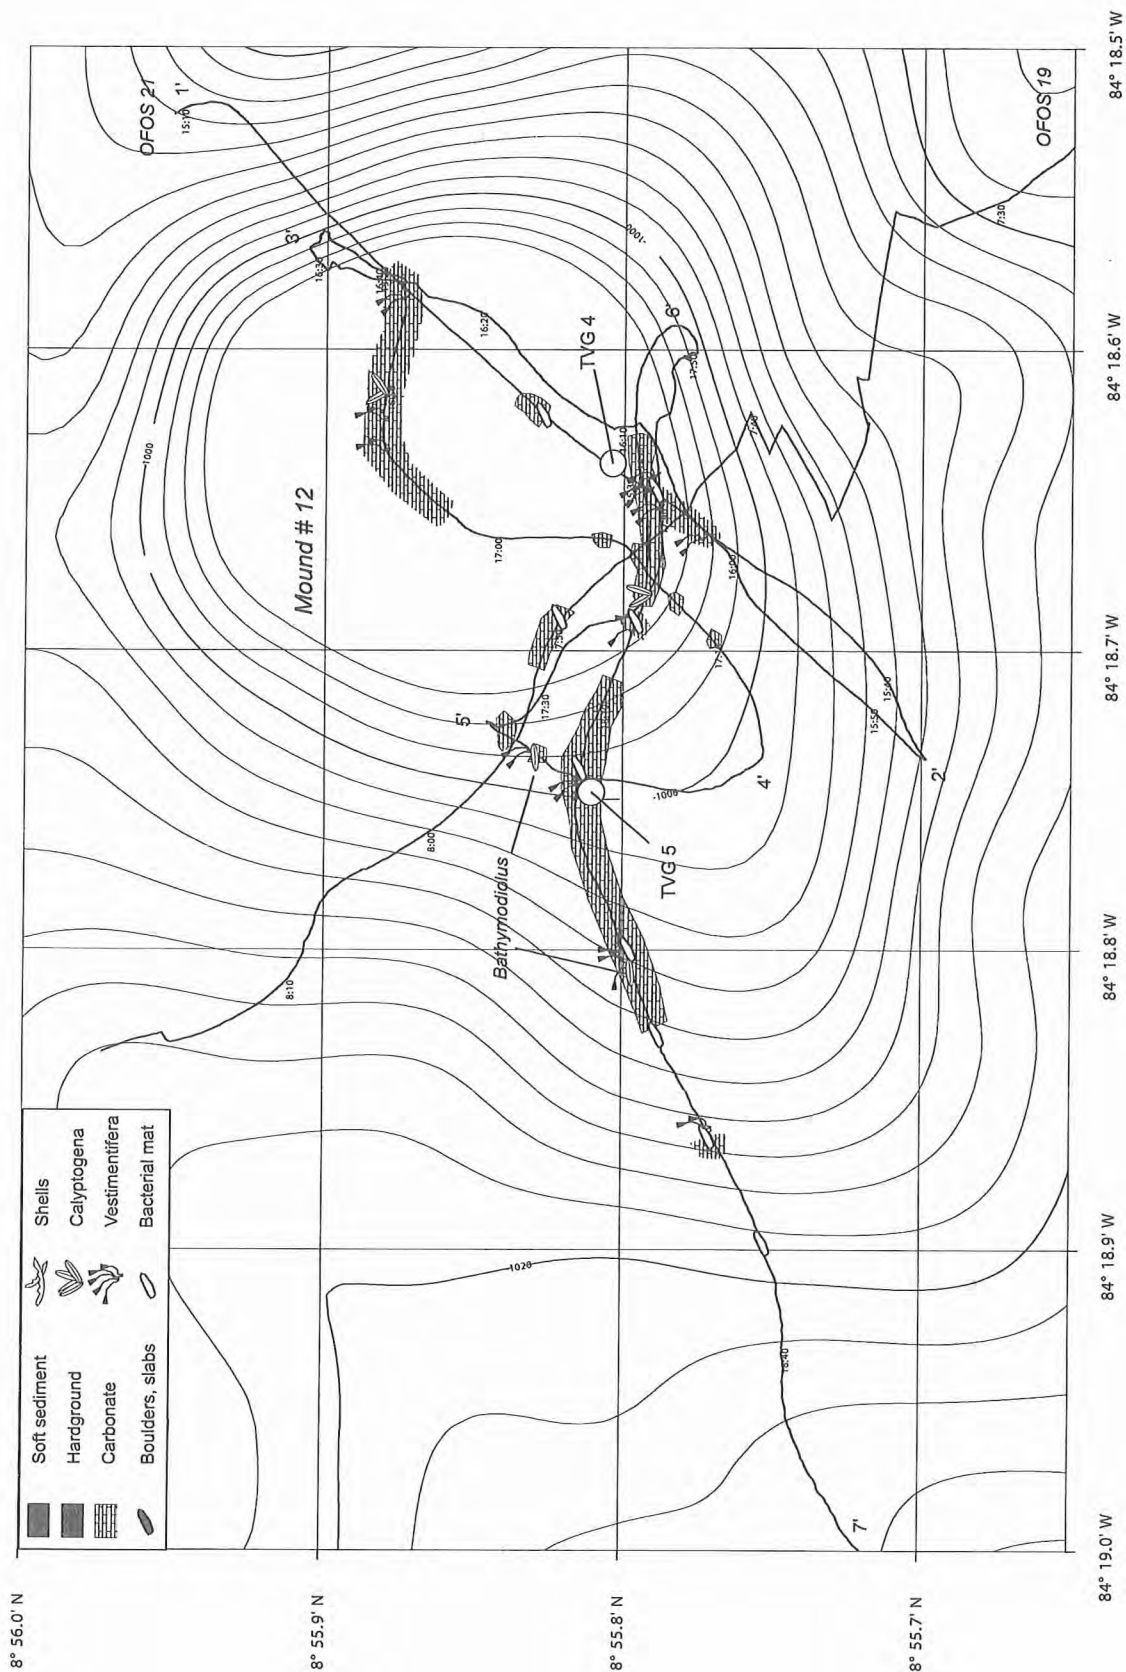 Soft sediment
Hardground
Carbonate
Boulders, slabs
Shells
Calyptogena
Vestimentifera
Bacterial mat
Mound # 12
OFOS 21
1'
15:10
3'
16:20
TVG 4
16:10
6'
17:30
7:40
7:30
OFOS 19
-1000
1000
17:00
16:00
15:40
15:50
2'
4'
-1000
5'
17:30
8:00
8:10
Bathymodiolus
TVG 5
1020
18:40
7'
8° 56.0' N
8° 55.9' N
8° 55.8' N
8° 55.7' N
84° 19.0' W
84° 18.9' W
84° 18.8' W
84° 18.7' W
84° 18.6' W
84° 18.5' W